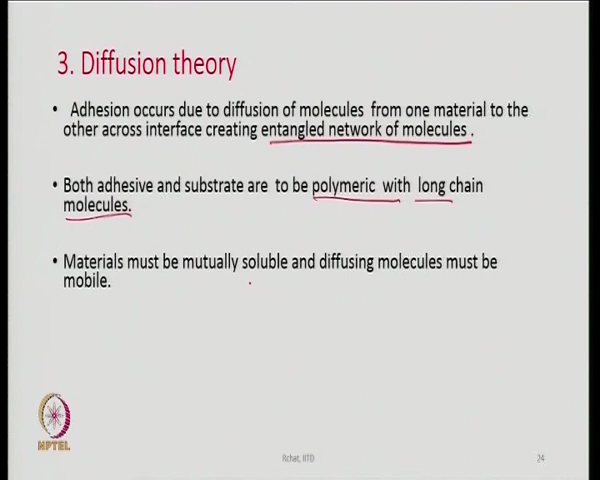 3. Diffusion theory
• Adhesion occurs due to diffusion of molecules from one material to the
other across interface creating entangled network of molecules .
• Both adhesive and substrate are to be polymeric with long chain
molecules.
• Materials must be mutually soluble and diffusing molecules must be
mobile.
NPTEL
Rchat, IITD
24